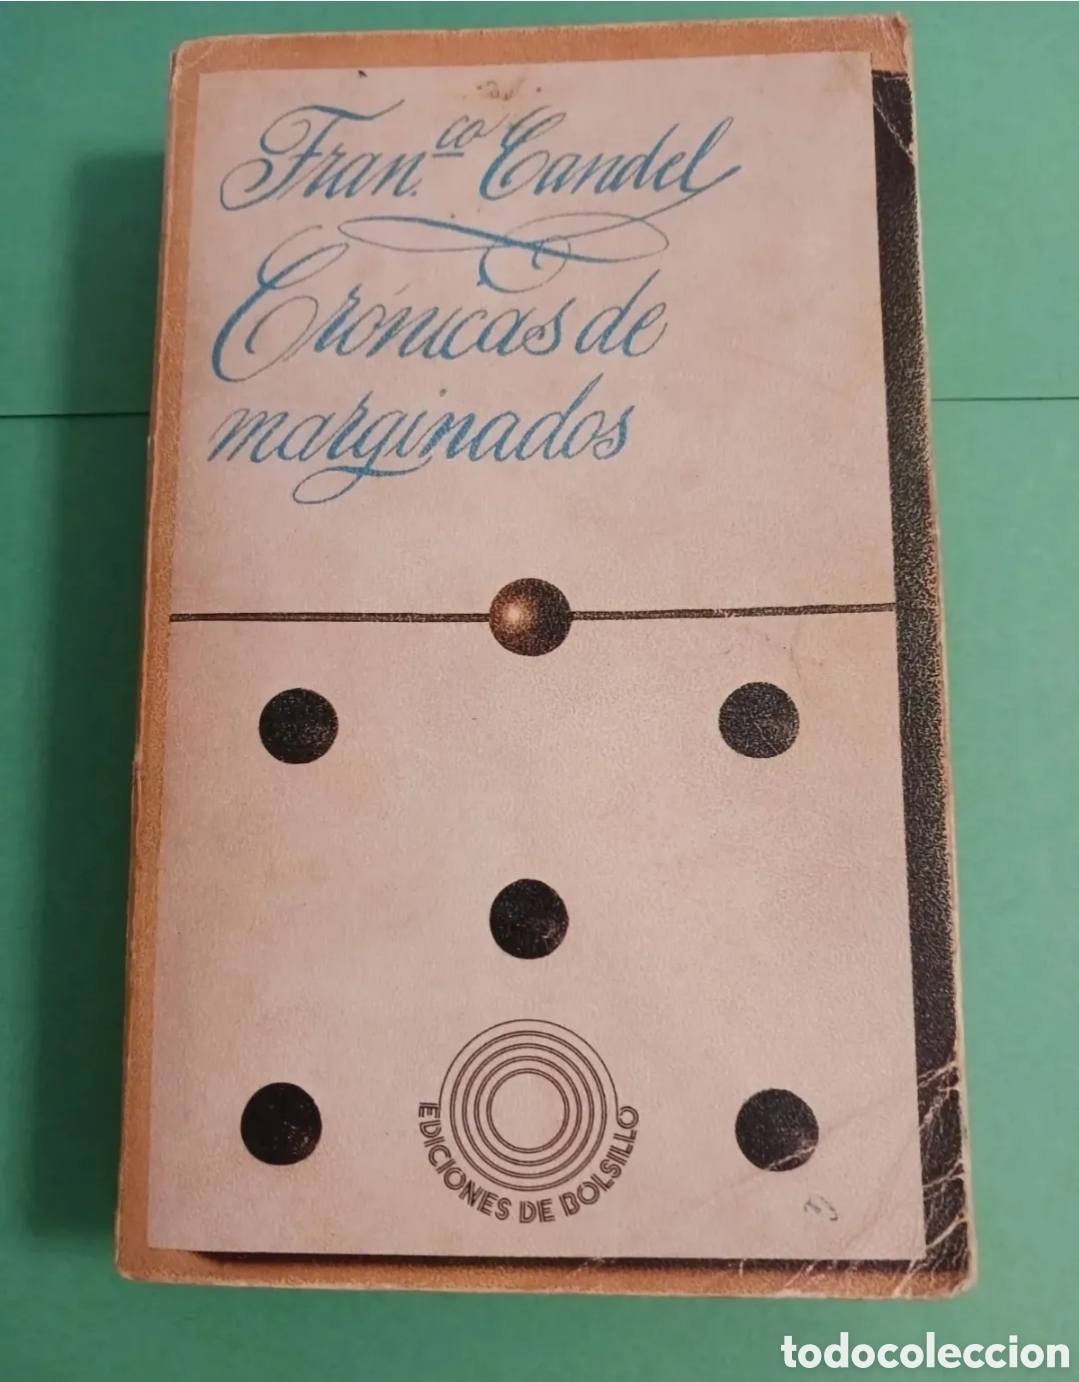 Fran.co Candel
Crónicas de
marginados
EDICIONES DE BOLSILLO
todocoleccion